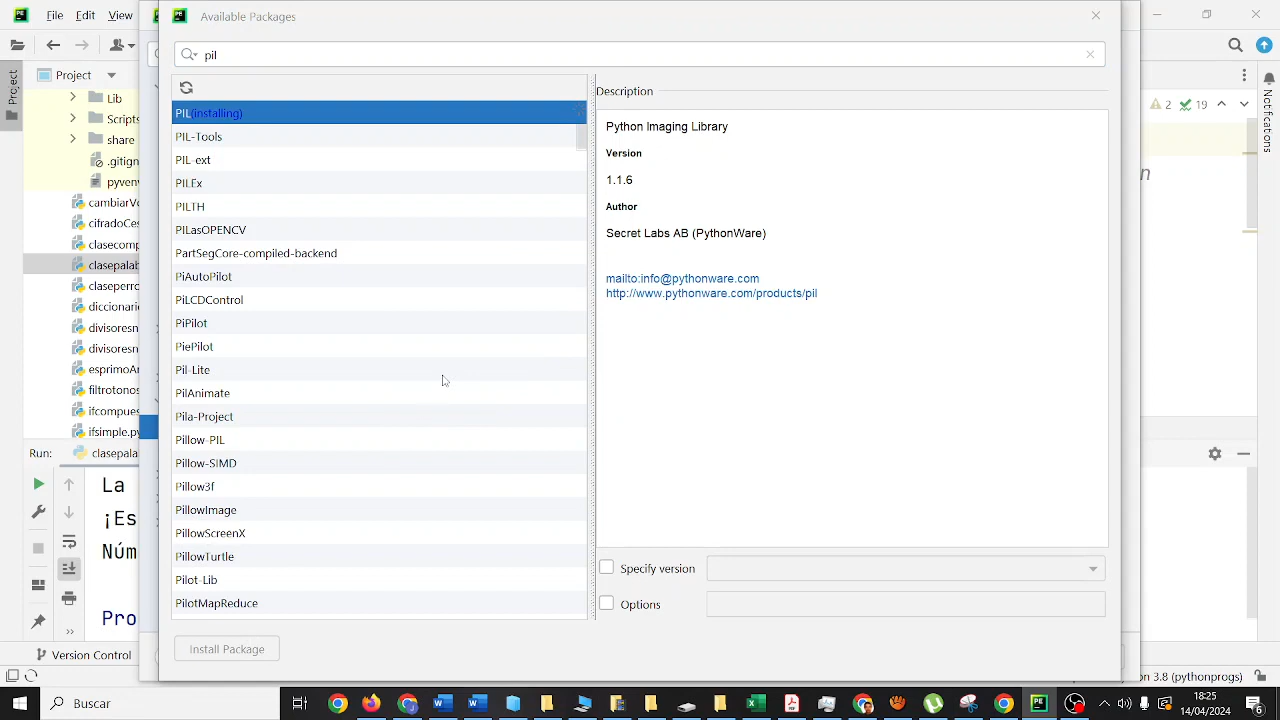 File Edit View
Available Packages
pil
Project
Project
Lib
Scripts
share
.gitign
pyvenv
cambiarVo
cifradoCes
clasecomp
clasepalab
claseperro
diccionario
divisoresn
divisoresn
esprimoAr
filtrotonos
ifcompues
ifsimple.py
PIL(installing)
PIL-Tools
PIL-ext
PILEx
PILTH
PILasOPENCV
PartSegCore-compiled-backend
PiAutoPilot
PiLCDControl
PiPilot
PiePilot
Pil-Lite
PilAnimate
Pila-Project
Pillow-PIL
Pillow-SIMD
Pillow3f
PillowImage
PillowScreenX
PillowTurtle
Pilot-Lib
PilotMapReduce
Description
Python Imaging Library
Version
1.1.6
Author
Secret Labs AB (PythonWare)
mailto:info@pythonware.com
http://www.pythonware.com/products/pil
Specify version
Options
Install Package
2 19
Notifications
n
Run: clasepala
La
¡Es
Núm
Pro
Version Control
n 3.8 (pythonprogs)
Buscar
18:25
14/04/2024
6